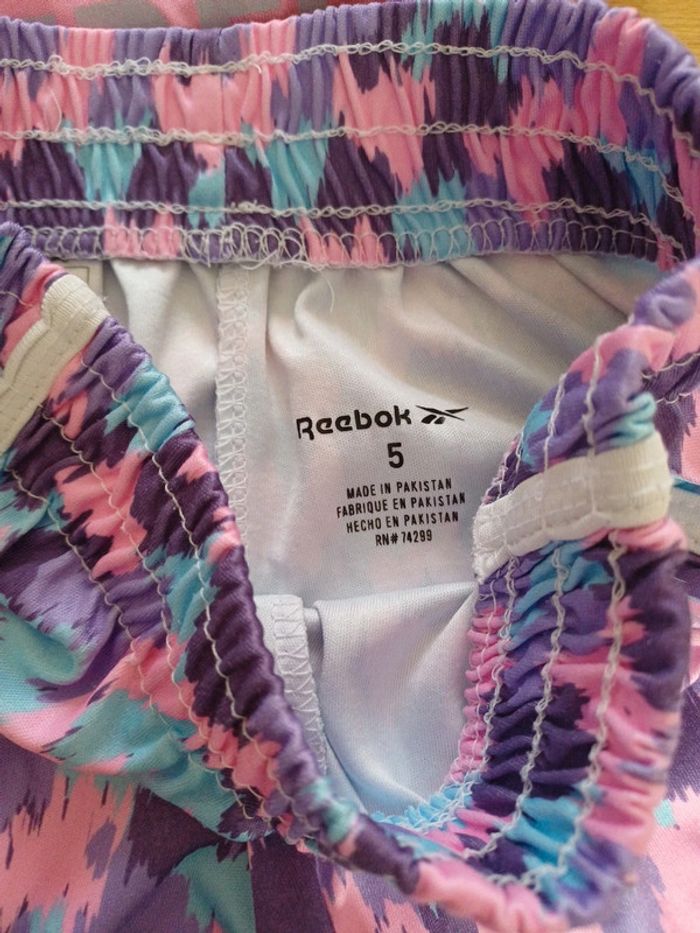 Reebok
5
MADE IN PAKISTAN
FABRIQUE EN PAKISTAN
HECHO EN PAKISTAN
RN# 74299